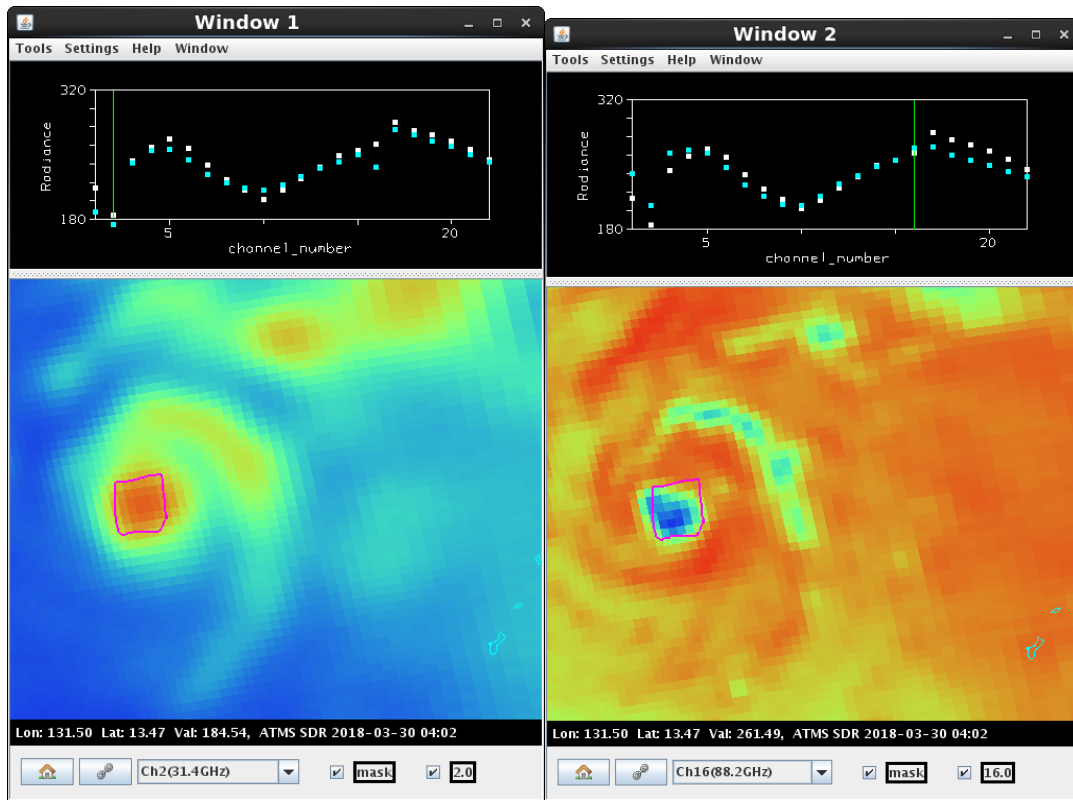 Window 1
Tools Settings Help Window
320
Radiance
180
5
20
channel_number
Lon: 131.50 Lat: 13.47 Val: 184.54, ATMS SDR 2018-03-30 04:02
Ch2(31.4GHz)
mask
2.0
Window 2
Tools Settings Help Window
320
Radiance
180
5
20
channel_number
Lon: 131.50 Lat: 13.47 Val: 261.49, ATMS SDR 2018-03-30 04:02
Ch16(88.2GHz)
mask
16.0